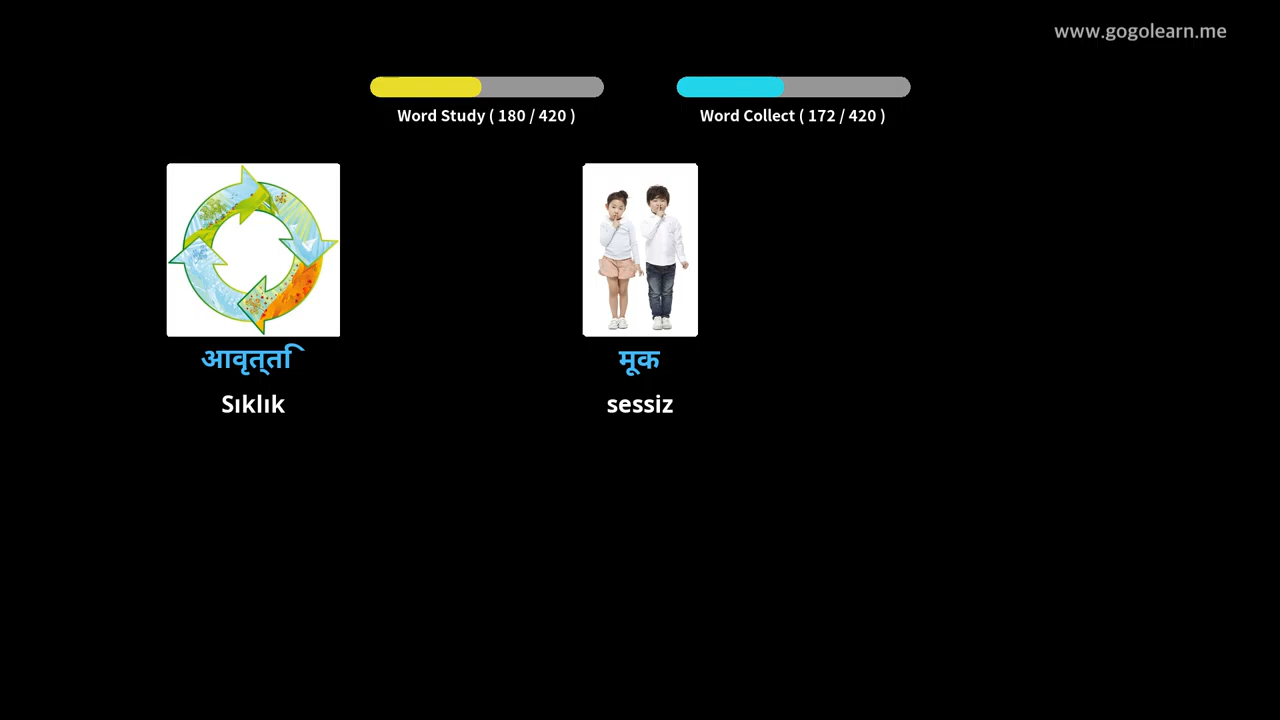 www.gogolearn.me
Word Study ( 180 / 420 )
Word Collect ( 172 / 420 )
आवृत्ति
Sıklık
मूक
sessiz